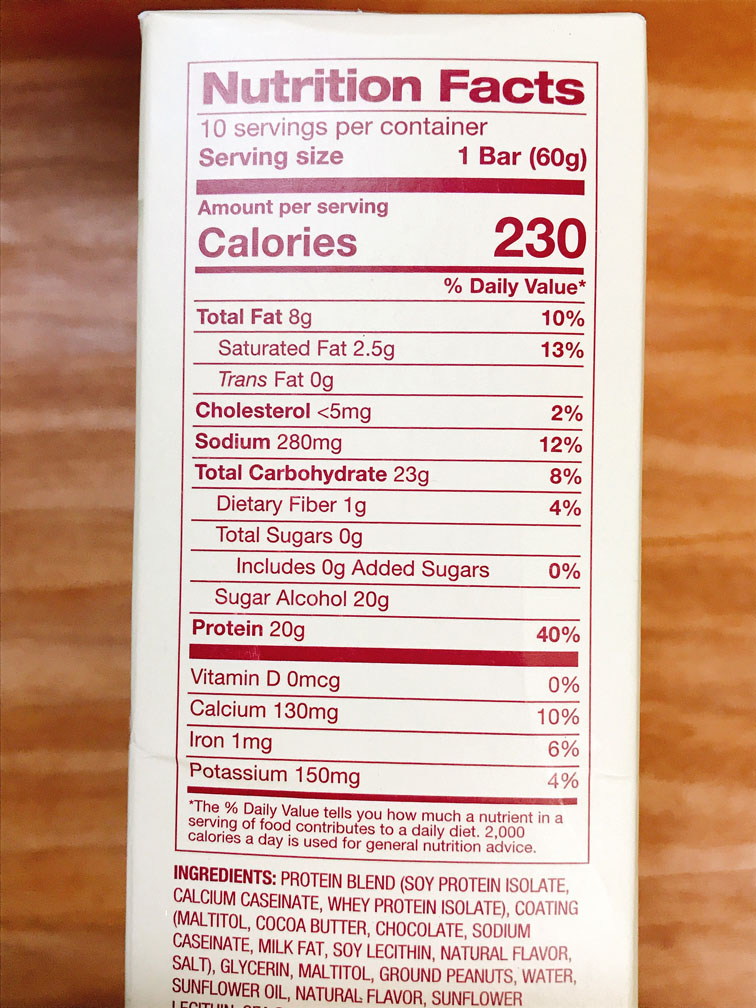 Nutrition Facts
10 servings per container
Serving size 1 Bar (60g)
Amount per serving
Calories 230
% Daily Value*
Total Fat 8g 10%
Saturated Fat 2.5g 13%
Trans Fat 0g
Cholesterol <5mg 2%
Sodium 280mg 12%
Total Carbohydrate 23g 8%
Dietary Fiber 1g 4%
Total Sugars 0g
Includes 0g Added Sugars 0%
Sugar Alcohol 20g
Protein 20g 40%
Vitamin D 0mcg 0%
Calcium 130mg 10%
Iron 1mg 6%
Potassium 150mg 4%
*The % Daily Value tells you how much a nutrient in a
serving of food contributes to a daily diet. 2,000
calories a day is used for general nutrition advice.
INGREDIENTS: PROTEIN BLEND (SOY PROTEIN ISOLATE,
CALCIUM CASEINATE, WHEY PROTEIN ISOLATE), COATING
(MALTITOL, COCOA BUTTER, CHOCOLATE, SODIUM
CASEINATE, MILK FAT, SOY LECITHIN, NATURAL FLAVOR,
SALT), GLYCERIN, MALTITOL, GROUND PEANUTS, WATER,
SUNFLOWER OIL, NATURAL FLAVOR, SUNFLOWER